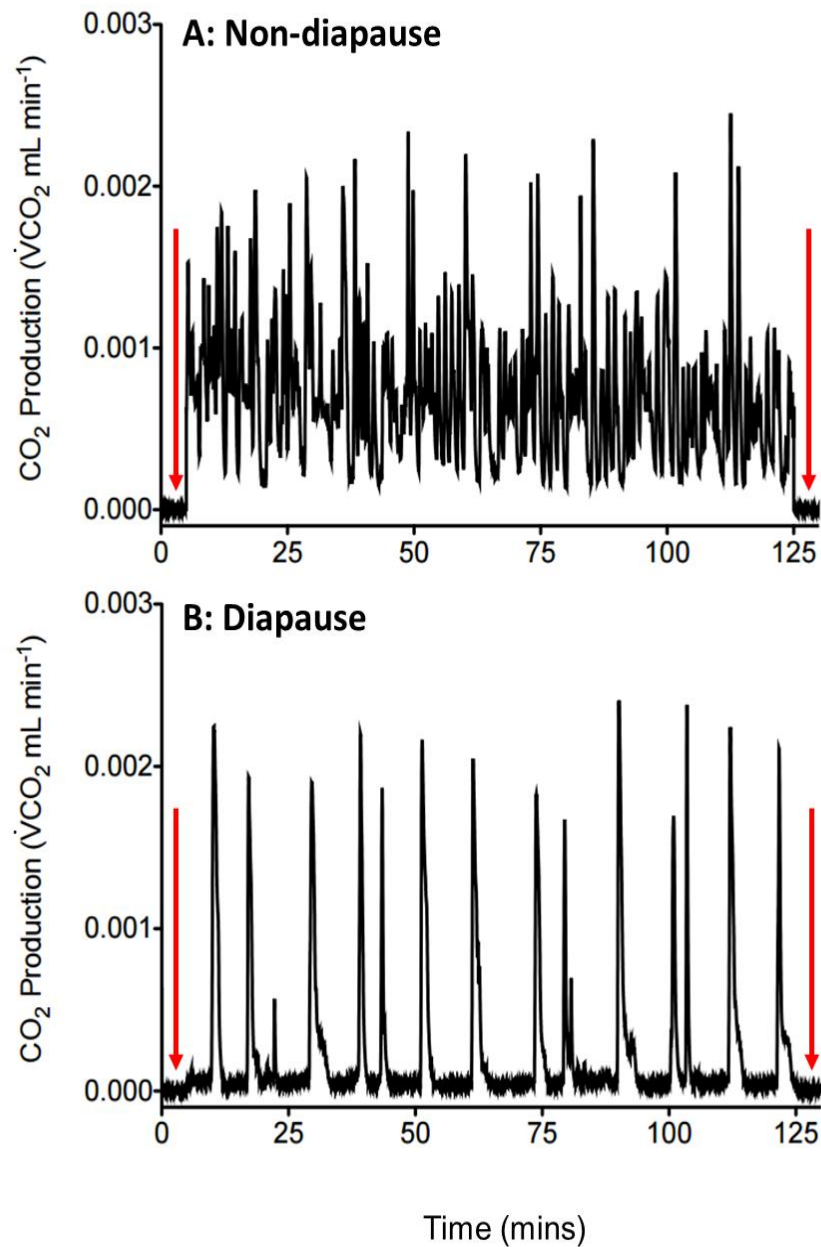 A: Non-diapause
CO₂ Production (V̇CO₂ mL min⁻¹)
0.003
0.002
0.001
0.000
0 25 50 75 100 125
B: Diapause
CO₂ Production (V̇CO₂ mL min⁻¹)
0.003
0.002
0.001
0.000
0 25 50 75 100 125
Time (mins)